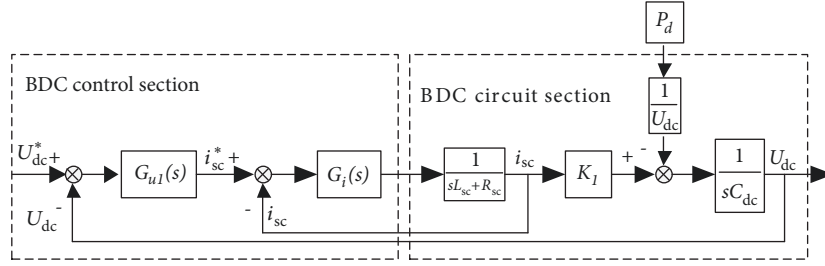 P_d
BDC control section
BDC circuit section
1
U_dc
U*_dc +
G_u1(s)
i*_sc +
-
G_i(s)
1
sL_sc+R_sc
i_sc
K_1
+ -
1
sC_dc
U_dc
U_dc -
i_sc